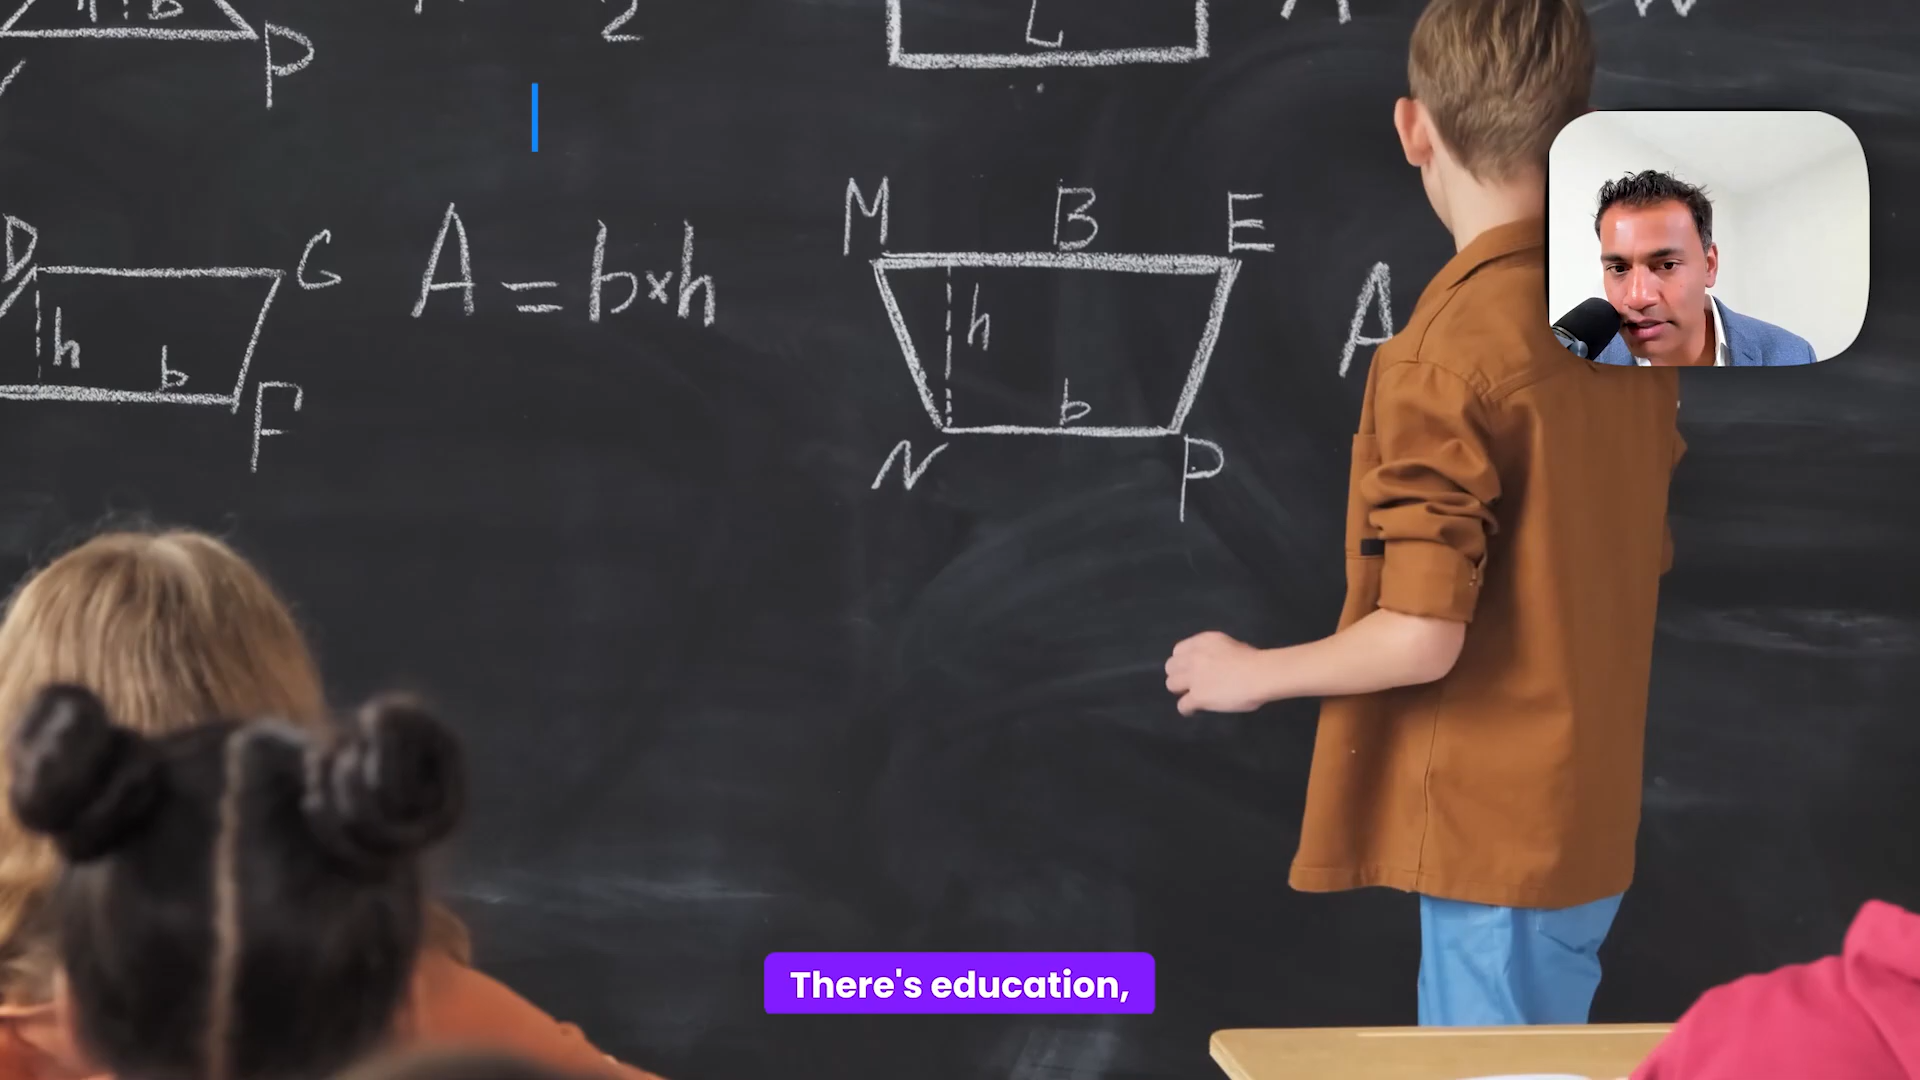 P
2
L
D G A = b×h
h b
F
M B E
h
b
N P
A
There's education,